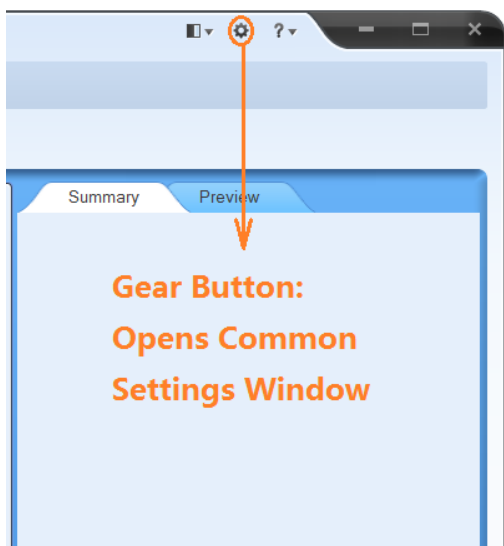 ?
Summary Preview
Gear Button:
Opens Common
Settings Window